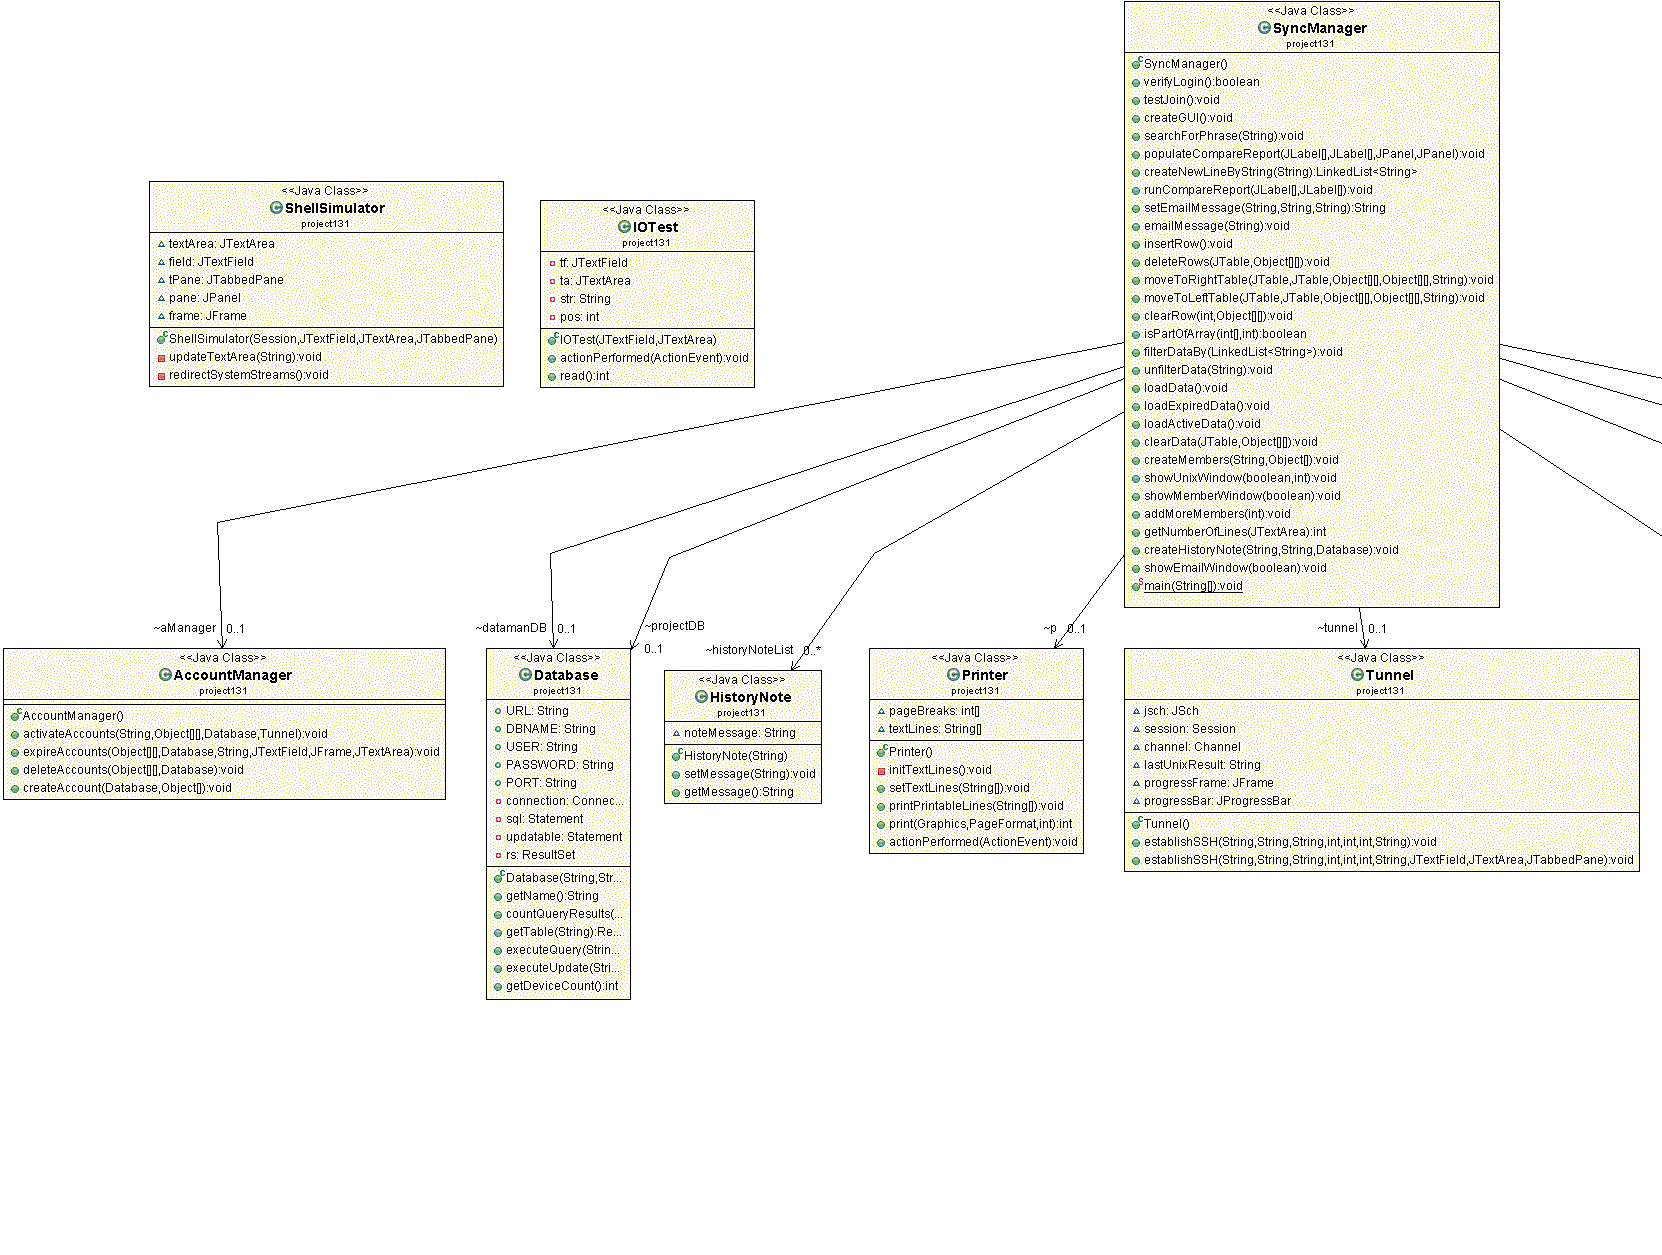 <<Java Class>>
SyncManager
project131
SyncManager()
verifyLogin():boolean
testJoin():void
createGUI():void
searchForPhrase(String):void
populateCompareReport(JLabel[],JLabel[],JPanel,JPanel):void
createNewLineByString(String):LinkedList<String>
runCompareReport(JLabel[],JLabel[]):void
setEmailMessage(String,String,String):String
emailMessage(String):void
insertRow():void
deleteRows(JTable,Object[][]):void
moveToRightTable(JTable,JTable,Object[][],Object[][],String):void
moveToLeftTable(JTable,JTable,Object[][],Object[][],String):void
clearRow(int,Object[][]):void
isPartOfArray(int[],int):boolean
filterDataBy(LinkedList<String>):void
unfilterData(String):void
loadData():void
loadExpiredData():void
loadActiveData():void
clearData(JTable,Object[][]):void
createMembers(String,Object[]):void
showUnixWindow(boolean,int):void
showMemberWindow(boolean):void
addMoreMembers(int):void
getNumberOfLines(JTextArea):int
createHistoryNote(String,String,Database):void
showEmailWindow(boolean):void
main(String[]):void
<<Java Class>>
ShellSimulator
project131
textArea: JTextArea
field: JTextField
tPane: JTabbedPane
pane: JPanel
frame: JFrame
ShellSimulator(Session,JTextField,JTextArea,JTabbedPane)
updateTextArea(String):void
redirectSystemStreams():void
<<Java Class>>
IOTest
project131
tf: JTextField
ta: JTextArea
str: String
pos: int
IOTest(JTextField,JTextArea)
actionPerformed(ActionEvent):void
read():int
~aManager 0..1
~datamanDB 0..1
~projectDB
0..1
~historyNoteList 0..*
~p 0..1
~tunnel 0..1
<<Java Class>>
AccountManager
project131
AccountManager()
activateAccounts(String,Object[][],Database,Tunnel):void
expireAccounts(Object[][],Database,String,JTextField,JFrame,JTextArea):void
deleteAccounts(Object[][],Database):void
createAccount(Database,Object[]):void
<<Java Class>>
Database
project131
URL: String
DBNAME: String
USER: String
PASSWORD: String
PORT: String
connection: Connec...
sql: Statement
updatable: Statement
rs: ResultSet
Database(String,Str...
getName():String
countQueryResults(...
getTable(String):Re...
executeQuery(Strin...
executeUpdate(Stri...
getDeviceCount():int
<<Java Class>>
HistoryNote
project131
noteMessage: String
HistoryNote(String)
setMessage(String):void
getMessage():String
<<Java Class>>
Printer
project131
pageBreaks: int[]
textLines: String[]
Printer()
initTextLines():void
setTextLines(String[]):void
printPrintableLines(String[]):void
print(Graphics,PageFormat,int):int
actionPerformed(ActionEvent):void
<<Java Class>>
Tunnel
project131
jsch: JSch
session: Session
channel: Channel
lastUnixResult: String
progressFrame: JFrame
progressBar: JProgressBar
Tunnel()
establishSSH(String,String,String,int,int,int,String):void
establishSSH(String,String,String,int,int,int,String,JTextField,JTextArea,JTabbedPane):void